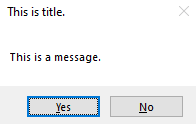 This is title.
This is a message.
Yes
No